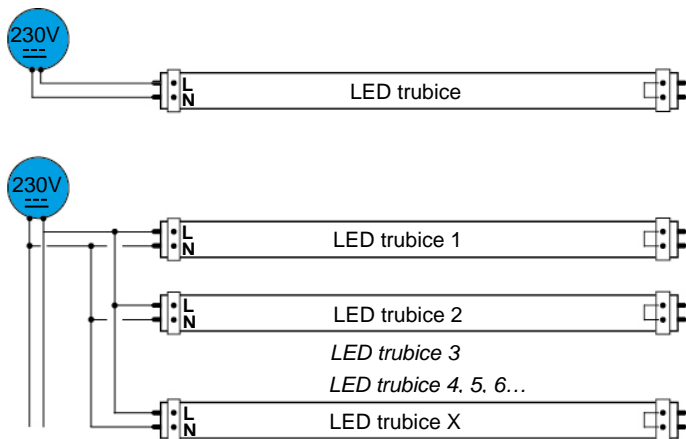 230V
L
N
LED trubice
230V
L
N
LED trubice 1
L
N
LED trubice 2
LED trubice 3
LED trubice 4, 5, 6…
L
N
LED trubice X